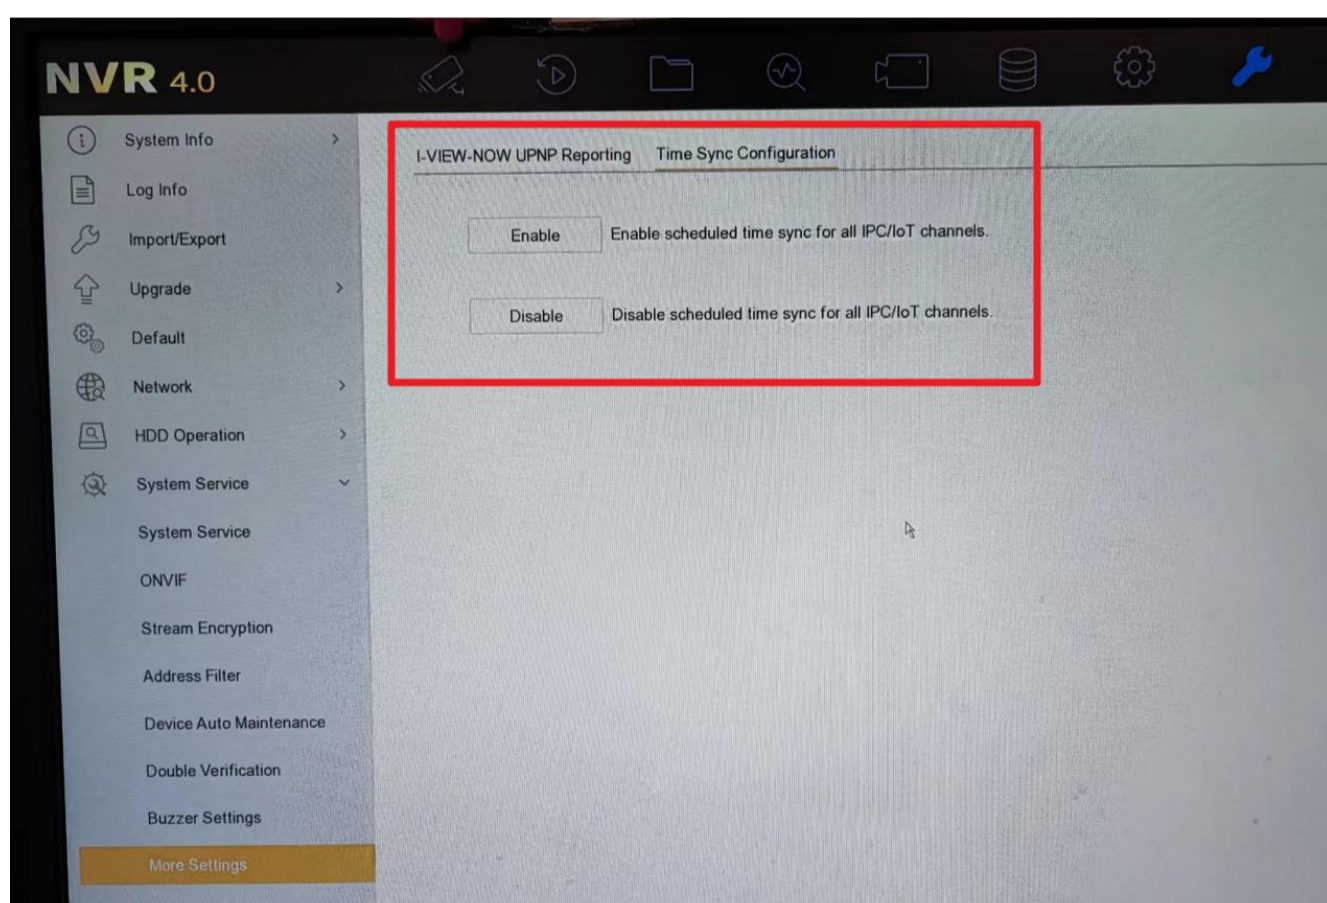 NVR 4.0
System Info
Log Info
Import/Export
Upgrade
Default
Network
HDD Operation
System Service
System Service
ONVIF
Stream Encryption
Address Filter
Device Auto Maintenance
Double Verification
Buzzer Settings
More Settings
I-VIEW-NOW UPNP Reporting Time Sync Configuration
Enable Enable scheduled time sync for all IPC/IoT channels.
Disable Disable scheduled time sync for all IPC/IoT channels.